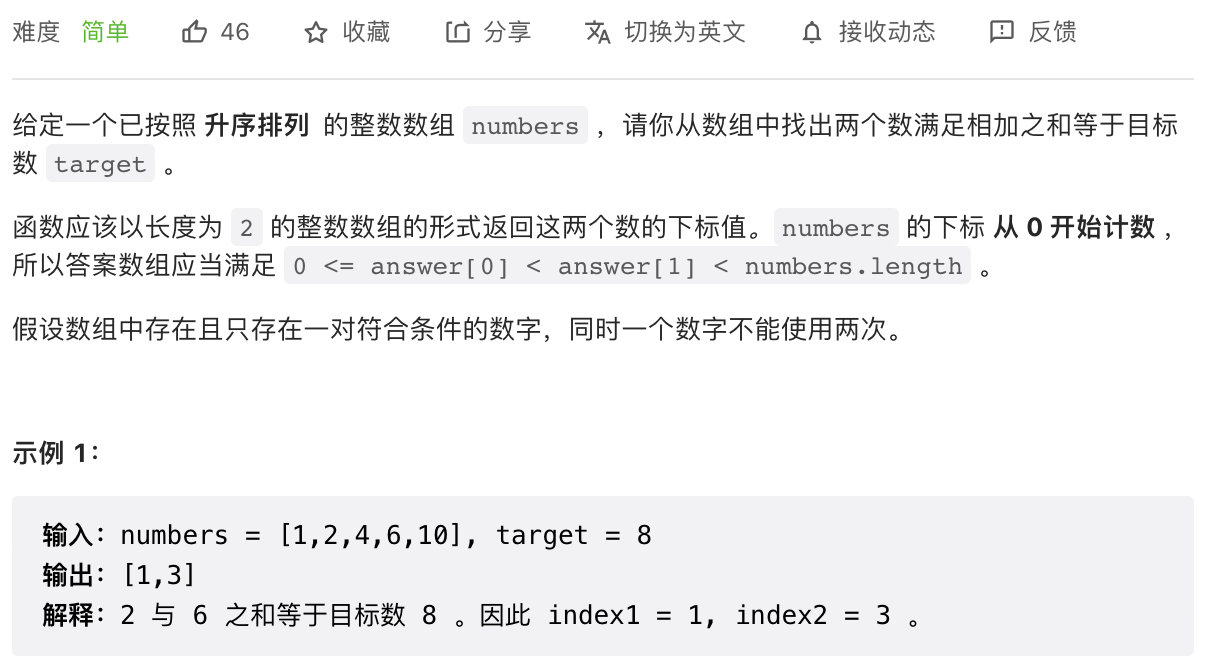 难度 简单 46 收藏 分享 切换为英文 接收动态 反馈
给定一个已按照 升序排列 的整数数组 numbers ，请你从数组中找出两个数满足相加之和等于目标
数 target 。
函数应该以长度为 2 的整数数组的形式返回这两个数的下标值。numbers 的下标 从 0 开始计数 ，
所以答案数组应当满足 0 <= answer[0] < answer[1] < numbers.length 。
假设数组中存在且只存在一对符合条件的数字，同时一个数字不能使用两次。
示例 1：
输入：numbers = [1,2,4,6,10], target = 8
输出：[1,3]
解释：2 与 6 之和等于目标数 8 。因此 index1 = 1, index2 = 3 。